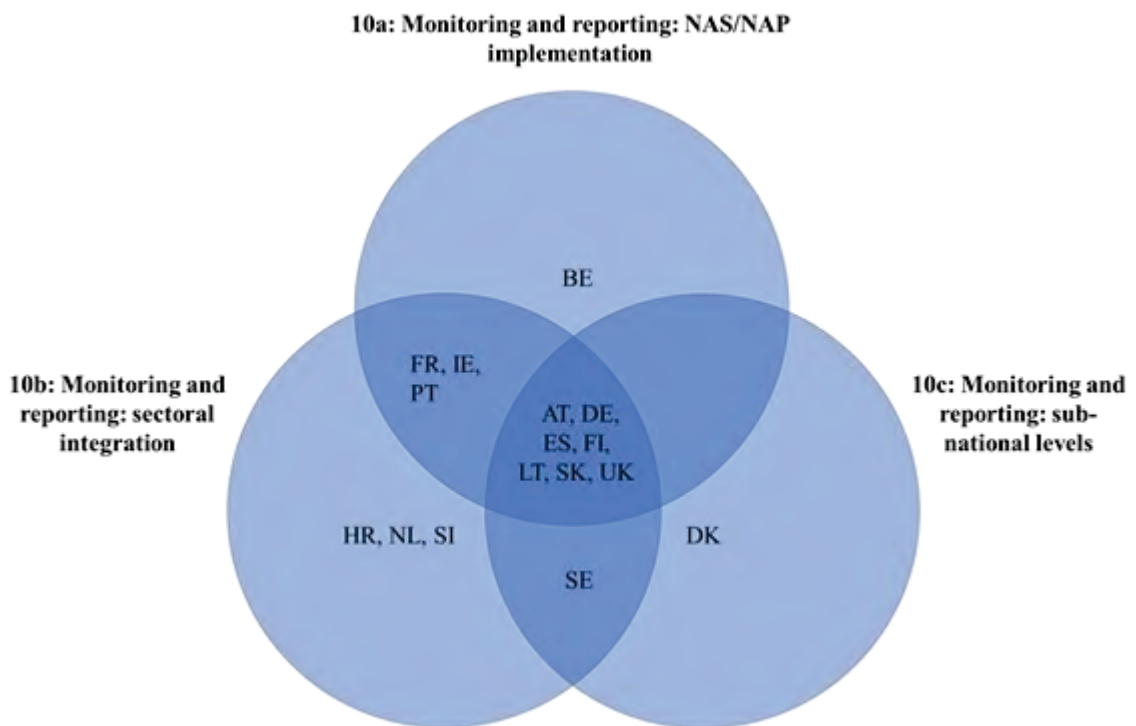 10a: Monitoring and reporting: NAS/NAP
implementation
BE
FR, IE,
PT
10b: Monitoring and
reporting: sectoral
integration
10c: Monitoring and
reporting: sub-
national levels
AT, DE,
ES, FI,
LT, SK, UK
HR, NL, SI
DK
SE